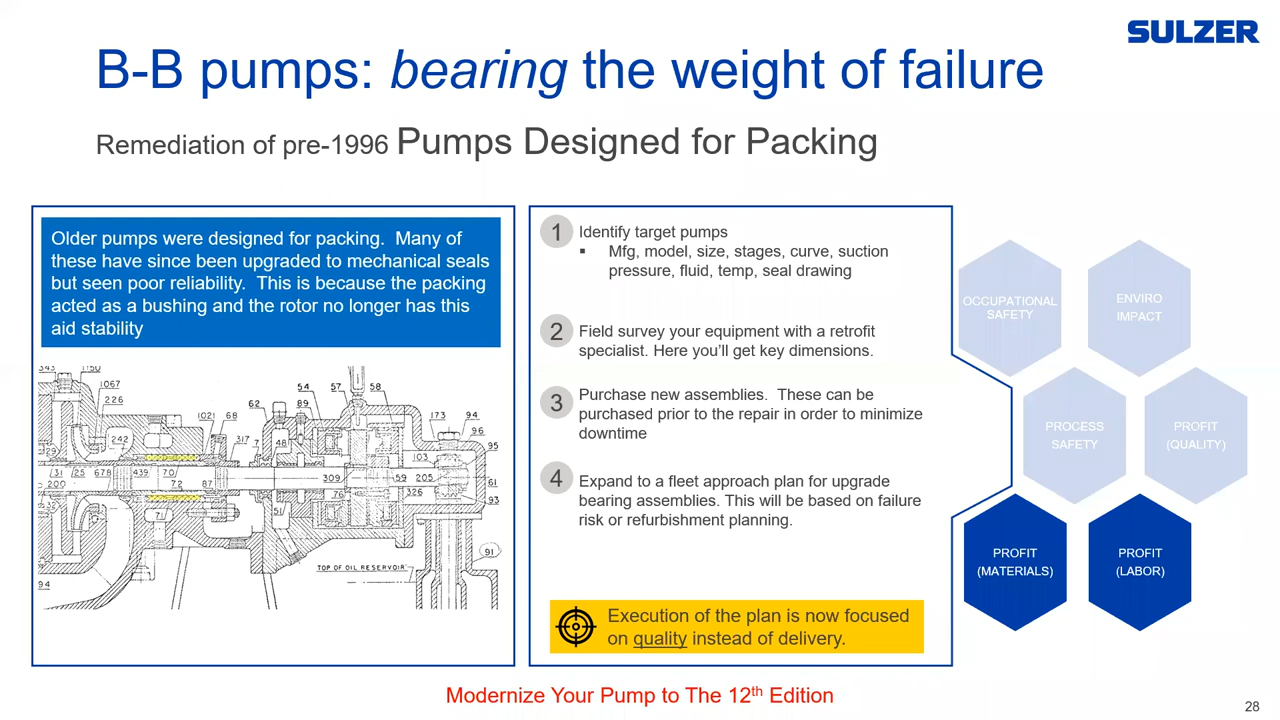 SULZER
B-B pumps: bearing the weight of failure
Remediation of pre-1996 Pumps Designed for Packing
Older pumps were designed for packing. Many of
these have since been upgraded to mechanical seals
but seen poor reliability. This is because the packing
acted as a bushing and the rotor no longer has this
aid stability
343
1150
1067
226
242
1021
68
62
54
89
57
58
173
94
96
95
317
7
48
103
29
131
125
678
439
70
309
59
205
61
200
72
87
76
326
93
71
51
91
94
TOP OF OIL RESERVOIR
1
Identify target pumps
▪ Mfg, model, size, stages, curve, suction
pressure, fluid, temp, seal drawing
2
Field survey your equipment with a retrofit
specialist. Here you’ll get key dimensions.
3
Purchase new assemblies. These can be
purchased prior to the repair in order to minimize
downtime
4
Expand to a fleet approach plan for upgrade
bearing assemblies. This will be based on failure
risk or refurbishment planning.
Execution of the plan is now focused
on quality instead of delivery.
OCCUPATIONAL
SAFETY
ENVIRO
IMPACT
PROCESS
SAFETY
PROFIT
(QUALITY)
PROFIT
(MATERIALS)
PROFIT
(LABOR)
Modernize Your Pump to The 12th Edition
28